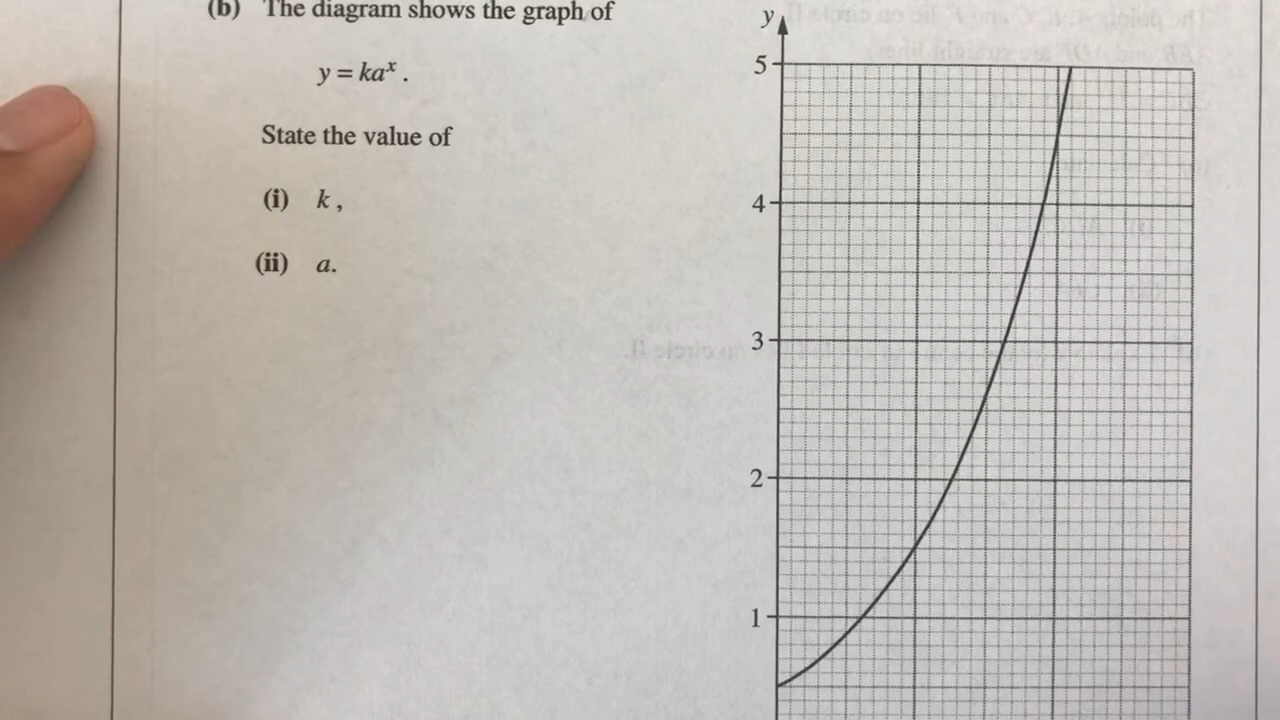 (b) The diagram shows the graph of
y = kaˣ .
State the value of
(i) k ,
(ii) a.
y
5
4
3
2
1